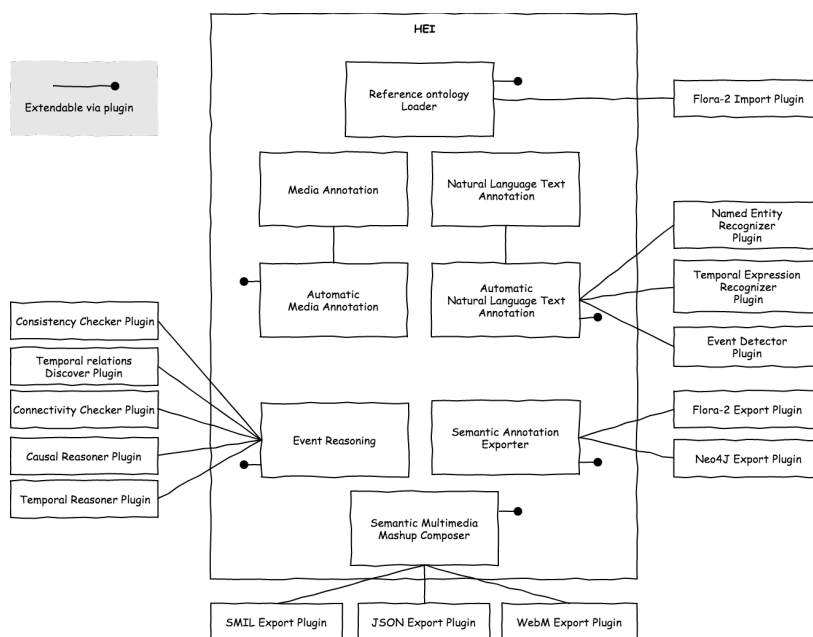 HEI
Extendable via plugin
Reference ontology
Loader
Flora-2 Import Plugin
Media Annotation
Natural Language Text
Annotation
Named Entity
Recognizer
Plugin
Automatic
Media Annotation
Automatic
Natural Language Text
Annotation
Temporal Expression
Recognizer
Plugin
Event Detector
Plugin
Consistency Checker Plugin
Temporal relations
Discover Plugin
Connectivity Checker Plugin
Causal Reasoner Plugin
Temporal Reasoner Plugin
Event Reasoning
Semantic Annotation
Exporter
Flora-2 Export Plugin
Neo4J Export Plugin
Semantic Multimedia
Mashup Composer
SMIL Export Plugin
JSON Export Plugin
WebM Export Plugin